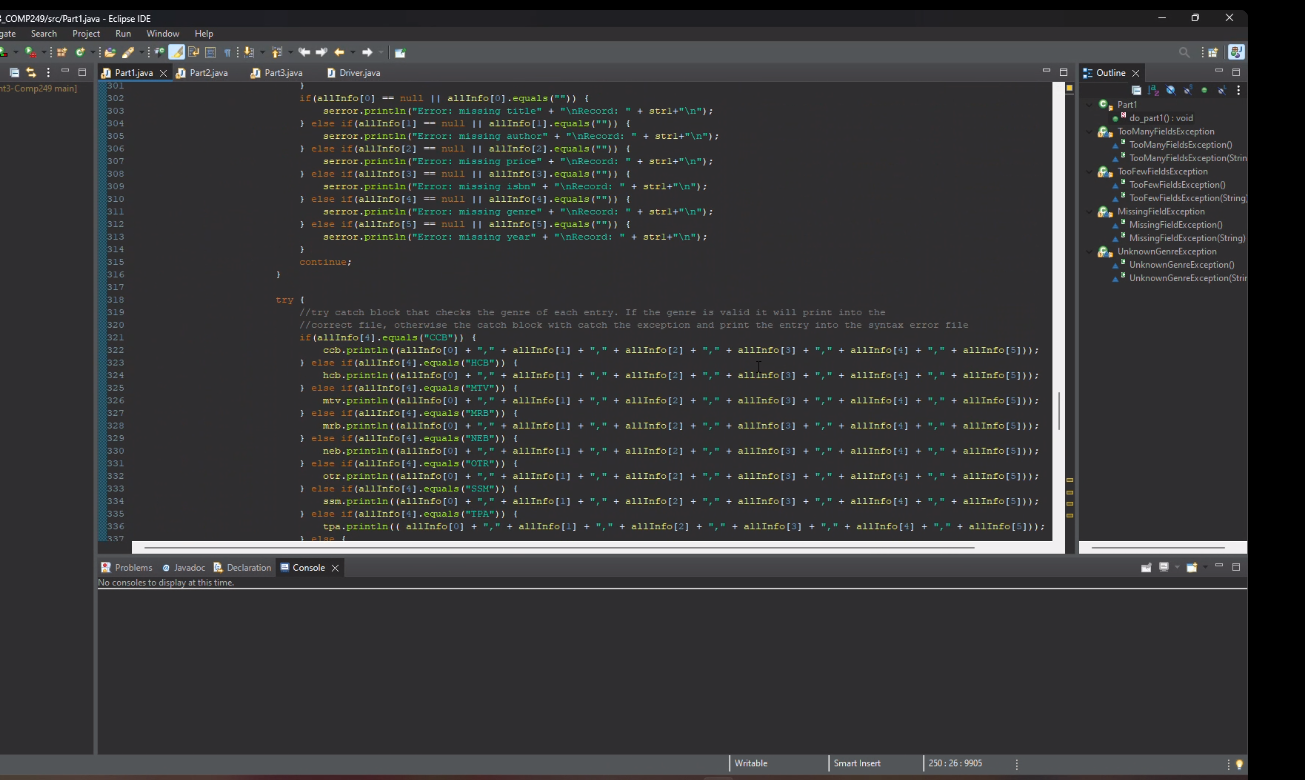 3_COMP249/src/Part1.java - Eclipse IDE
gate Search Project Run Window Help
Part1.java Part2.java Part3.java Driver.java
Outline
nt3-Comp249 main]
301 }
302 if(allInfo[0] == null || allInfo[0].equals("")) {
303 serror.println("Error: missing title" + "\nRecord: " + str1+"\n");
304 } else if(allInfo[1] == null || allInfo[1].equals("")) {
305 serror.println("Error: missing author" + "\nRecord: " + str1+"\n");
306 } else if(allInfo[2] == null || allInfo[2].equals("")) {
307 serror.println("Error: missing price" + "\nRecord: " + str1+"\n");
308 } else if(allInfo[3] == null || allInfo[3].equals("")) {
309 serror.println("Error: missing isbn" + "\nRecord: " + str1+"\n");
310 } else if(allInfo[4] == null || allInfo[4].equals("")) {
311 serror.println("Error: missing genre" + "\nRecord: " + str1+"\n");
312 } else if(allInfo[5] == null || allInfo[5].equals("")) {
313 serror.println("Error: missing year" + "\nRecord: " + str1+"\n");
314 }
315 continue;
316 }
317
318 try {
319 //try catch block that checks the genre of each entry. If the genre is valid it will print into the
320 //correct file, otherwise the catch block with catch the exception and print the entry into the syntax error file
321 if(allInfo[4].equals("CCB")) {
322 ccb.println((allInfo[0] + "," + allInfo[1] + "," + allInfo[2] + "," + allInfo[3] + "," + allInfo[4] + "," + allInfo[5]));
323 } else if(allInfo[4].equals("HCB")) {
324 hcb.println((allInfo[0] + "," + allInfo[1] + "," + allInfo[2] + "," + allInfo[3] + "," + allInfo[4] + "," + allInfo[5]));
325 } else if(allInfo[4].equals("MTV")) {
326 mtv.println((allInfo[0] + "," + allInfo[1] + "," + allInfo[2] + "," + allInfo[3] + "," + allInfo[4] + "," + allInfo[5]));
327 } else if(allInfo[4].equals("MRB")) {
328 mrb.println((allInfo[0] + "," + allInfo[1] + "," + allInfo[2] + "," + allInfo[3] + "," + allInfo[4] + "," + allInfo[5]));
329 } else if(allInfo[4].equals("NEB")) {
330 neb.println((allInfo[0] + "," + allInfo[1] + "," + allInfo[2] + "," + allInfo[3] + "," + allInfo[4] + "," + allInfo[5]));
331 } else if(allInfo[4].equals("OTR")) {
332 otr.println((allInfo[0] + "," + allInfo[1] + "," + allInfo[2] + "," + allInfo[3] + "," + allInfo[4] + "," + allInfo[5]));
333 } else if(allInfo[4].equals("SSM")) {
334 ssm.println((allInfo[0] + "," + allInfo[1] + "," + allInfo[2] + "," + allInfo[3] + "," + allInfo[4] + "," + allInfo[5]));
335 } else if(allInfo[4].equals("TPA")) {
336 tpa.println(( allInfo[0] + "," + allInfo[1] + "," + allInfo[2] + "," + allInfo[3] + "," + allInfo[4] + "," + allInfo[5]));
337 } else {
Part1
do_part1() : void
TooManyFieldsException
TooManyFieldsException()
TooManyFieldsException(Strin
TooFewFieldsException
TooFewFieldsException()
TooFewFieldsException(String)
MissingFieldException
MissingFieldException()
MissingFieldException(String)
UnknownGenreException
UnknownGenreException()
UnknownGenreException(Strir
Problems Javadoc Declaration Console
No consoles to display at this time.
Writable Smart Insert 250 : 26 : 9905